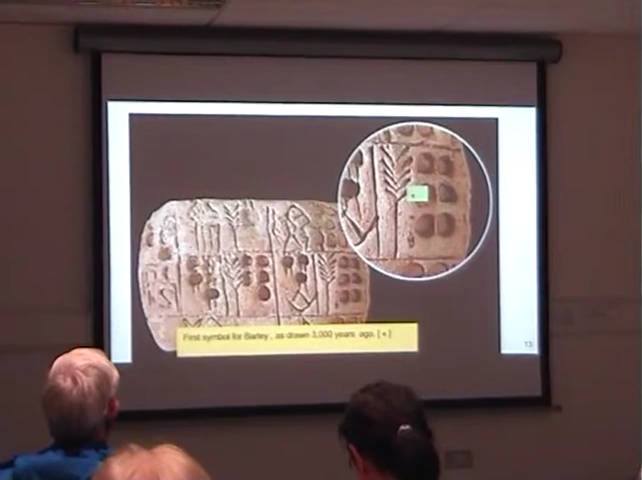 First symbol for Barley , as drawn 3,000 years ago. [ + ]
13